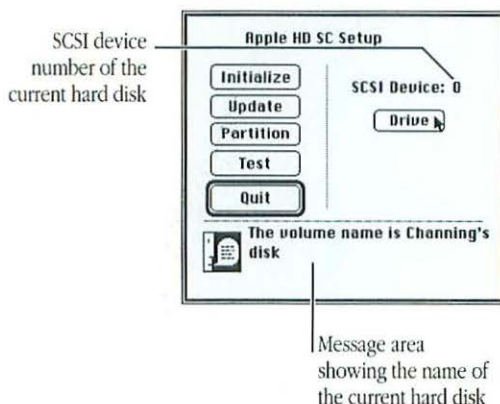 SCSI device
number of the
current hard disk
Apple HD SC Setup
Initialize
Update
Partition
Test
Quit
SCSI Device: 0
Drive
The volume name is Channing's
disk
Message area
showing the name of
the current hard disk